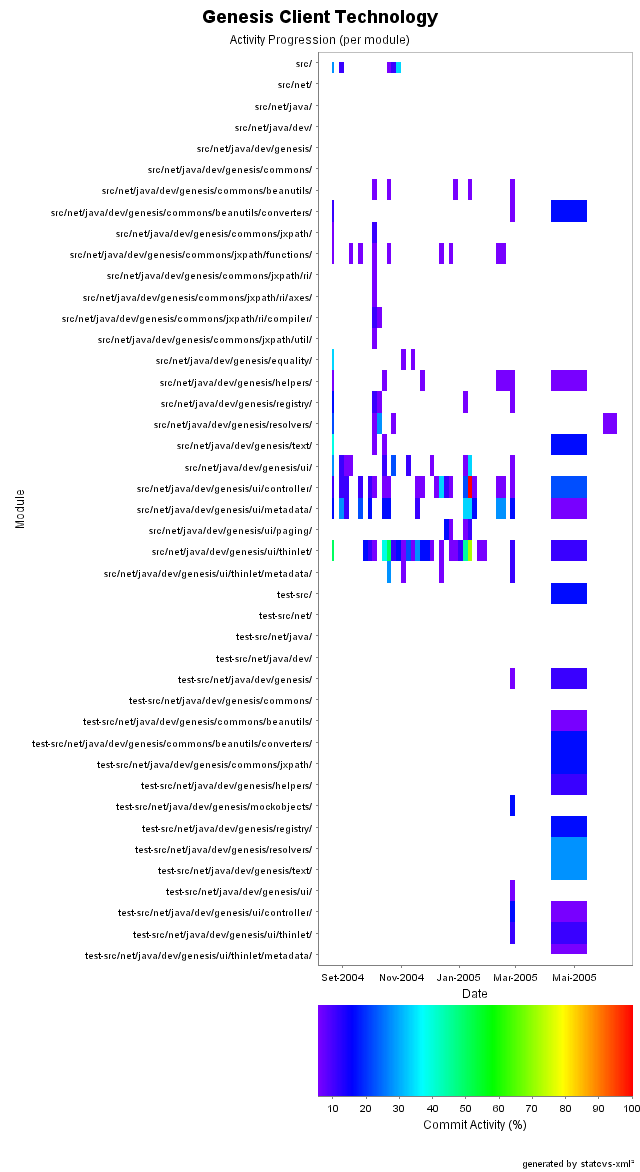 Genesis Client Technology
Activity Progression (per module)
src/
src/net/
src/net/java/
src/net/java/dev/
src/net/java/dev/genesis/
src/net/java/dev/genesis/commons/
src/net/java/dev/genesis/commons/beanutils/
src/net/java/dev/genesis/commons/beanutils/converters/
src/net/java/dev/genesis/commons/jxpath/
src/net/java/dev/genesis/commons/jxpath/functions/
src/net/java/dev/genesis/commons/jxpath/ri/
src/net/java/dev/genesis/commons/jxpath/ri/axes/
src/net/java/dev/genesis/commons/jxpath/ri/compiler/
src/net/java/dev/genesis/commons/jxpath/util/
src/net/java/dev/genesis/equality/
src/net/java/dev/genesis/helpers/
src/net/java/dev/genesis/registry/
src/net/java/dev/genesis/resolvers/
src/net/java/dev/genesis/text/
src/net/java/dev/genesis/ui/
src/net/java/dev/genesis/ui/controller/
src/net/java/dev/genesis/ui/metadata/
src/net/java/dev/genesis/ui/paging/
src/net/java/dev/genesis/ui/thinlet/
src/net/java/dev/genesis/ui/thinlet/metadata/
test-src/
test-src/net/
test-src/net/java/
test-src/net/java/dev/
test-src/net/java/dev/genesis/
test-src/net/java/dev/genesis/commons/
test-src/net/java/dev/genesis/commons/beanutils/
test-src/net/java/dev/genesis/commons/beanutils/converters/
test-src/net/java/dev/genesis/commons/jxpath/
test-src/net/java/dev/genesis/helpers/
test-src/net/java/dev/genesis/mockobjects/
test-src/net/java/dev/genesis/registry/
test-src/net/java/dev/genesis/resolvers/
test-src/net/java/dev/genesis/text/
test-src/net/java/dev/genesis/ui/
test-src/net/java/dev/genesis/ui/controller/
test-src/net/java/dev/genesis/ui/thinlet/
test-src/net/java/dev/genesis/ui/thinlet/metadata/
Module
Set-2004 Nov-2004 Jan-2005 Mar-2005 Mai-2005
Date
10 20 30 40 50 60 70 80 90 100
Commit Activity (%)
generated by statcvs-xml²